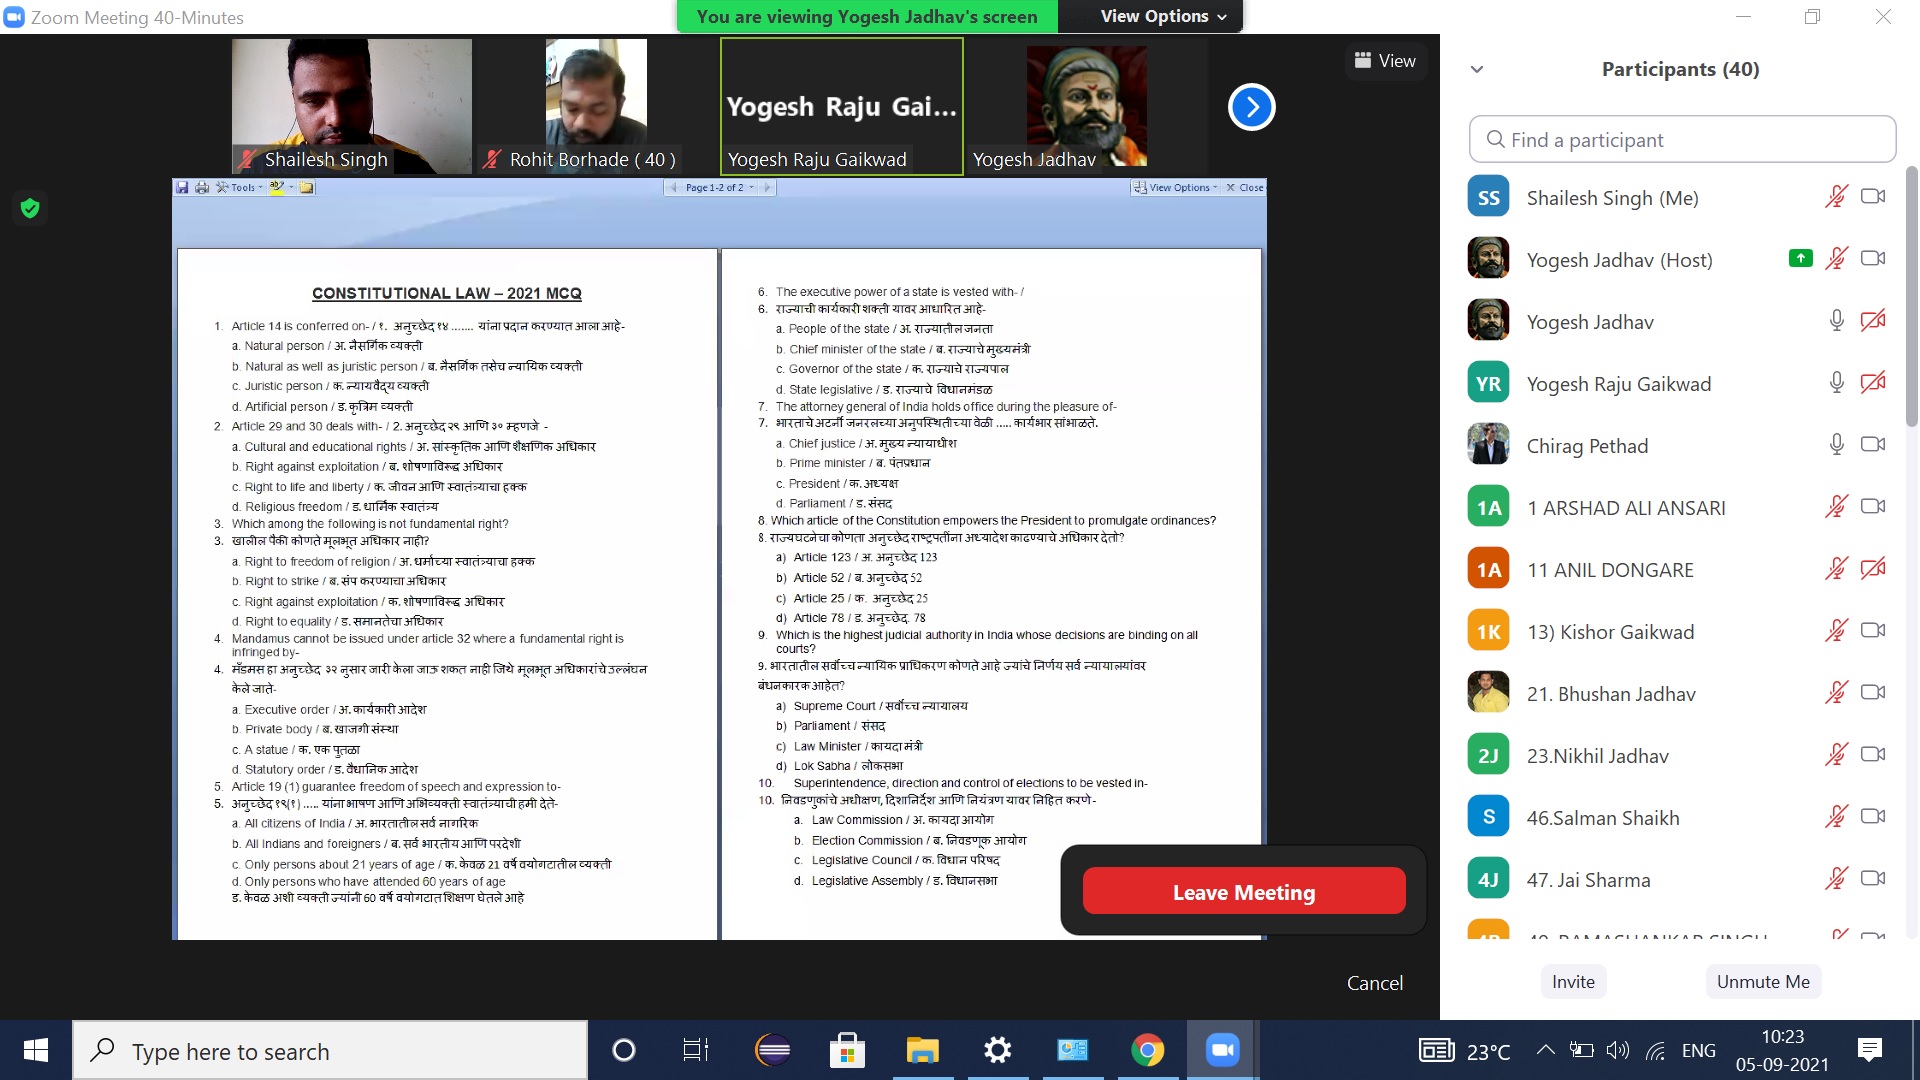 Zoom Meeting 40-Minutes
You are viewing Yogesh Jadhav's screen
View Options
Shailesh Singh
Rohit Borhade ( 40 )
Yogesh Raju Gai...
Yogesh Raju Gaikwad
Yogesh Jadhav
View
Tools
Page 1-2 of 2
View Options
Close
CONSTITUTIONAL LAW – 2021 MCQ
1. Article 14 is conferred on- / १. अनुच्छेद १४ ....... यांना प्रदान करण्यात आला आहे-
a. Natural person / अ. नैसर्गिक व्यक्ती
b. Natural as well as juristic person / ब. नैसर्गिक तसेच न्यायिक व्यक्ती
c. Juristic person / क. न्यायवैद्य व्यक्ती
d. Artificial person / ड. कृत्रिम व्यक्ती
2. Article 29 and 30 deals with- / 2. अनुच्छेद २९ आणि ३० म्हणजे -
a. Cultural and educational rights / अ. सांस्कृतिक आणि शैक्षणिक अधिकार
b. Right against exploitation / ब. शोषणाविरूद्ध अधिकार
c. Right to life and liberty / क. जीवन आणि स्वातंत्र्याचा हक्क
d. Religious freedom / ड. धार्मिक स्वातंत्र्य
3. Which among the following is not fundamental right?
3. खालील पैकी कोणते मूलभूत अधिकार नाही?
a. Right to freedom of religion / अ. धर्माच्या स्वातंत्र्याचा हक्क
b. Right to strike / ब. संप करण्याचा अधिकार
c. Right against exploitation / क. शोषणाविरूद्ध अधिकार
d. Right to equality / ड. समानतेचा अधिकार
4. Mandamus cannot be issued under article 32 where a fundamental right is
infringed by-
4. मँडमस हा अनुच्छेद ३२ नुसार जारी केला जाऊ शकत नाही जिथे मूलभूत अधिकारांचे उल्लंघन
केले जाते-
a. Executive order / अ. कार्यकारी आदेश
b. Private body / ब. खाजगी संस्था
c. A statue / क. एक पुतळा
d. Statutory order / ड. वैधानिक आदेश
5. Article 19 (1) guarantee freedom of speech and expression to-
5. अनुच्छेद १९(१) ..... यांना भाषण आणि अभिव्यक्ती स्वातंत्र्याची हमी देते-
a. All citizens of India / अ. भारतातील सर्व नागरिक
b. All Indians and foreigners / ब. सर्व भारतीय आणि परदेशी
c. Only persons about 21 years of age / क. केवळ 21 वर्षे वयोगटातील व्यक्ती
d. Only persons who have attended 60 years of age
ड. केवळ अशी व्यक्ती ज्यांनी 60 वर्षे वयोगटात शिक्षण घेतले आहे
6. The executive power of a state is vested with- /
6. राज्याची कार्यकारी शक्ती यावर आधारित आहे-
a. People of the state / अ. राज्यातील जनता
b. Chief minister of the state / ब. राज्याचे मुख्यमंत्री
c. Governor of the state / क. राज्याचे राज्यपाल
d. State legislative / ड. राज्याचे विधानमंडळ
7. The attorney general of India holds office during the pleasure of-
7. भारताचे अटर्नी जनरलच्या अनुपस्थितीच्या वेळी ..... कार्यभार सांभाळते.
a. Chief justice / अ. मुख्य न्यायाधीश
b. Prime minister / ब. पंतप्रधान
c. President / क. अध्यक्ष
d. Parliament / ड. संसद
8. Which article of the Constitution empowers the President to promulgate ordinances?
8. राज्यघटनेचा कोणता अनुच्छेद राष्ट्रपतींना अध्यादेश काढण्याचे अधिकार देतो?
a) Article 123 / अ. अनुच्छेद 123
b) Article 52 / ब. अनुच्छेद 52
c) Article 25 / क. अनुच्छेद 25
d) Article 78 / ड. अनुच्छेद. 78
9. Which is the highest judicial authority in India whose decisions are binding on all
courts?
9. भारतातील सर्वोच्च न्यायिक प्राधिकरण कोणते आहे ज्यांचे निर्णय सर्व न्यायालयांवर
बंधनकारक आहेत?
a) Supreme Court / सर्वोच्च न्यायालय
b) Parliament / संसद
c) Law Minister / कायदा मंत्री
d) Lok Sabha / लोकसभा
10. Superintendence, direction and control of elections to be vested in-
10. निवडणुकांचे अधीक्षण, दिशानिर्देश आणि नियंत्रण यावर निहित करणे-
a. Law Commission / अ. कायदा आयोग
b. Election Commission / ब. निवडणूक आयोग
c. Legislative Council / क. विधान परिषद
d. Legislative Assembly / ड. विधानसभा
Leave Meeting
Cancel
Participants (40)
Find a participant
SS Shailesh Singh (Me)
Yogesh Jadhav (Host)
Yogesh Jadhav
YR Yogesh Raju Gaikwad
Chirag Pethad
1A 1 ARSHAD ALI ANSARI
1A 11 ANIL DONGARE
1K 13) Kishor Gaikwad
21. Bhushan Jadhav
2J 23.Nikhil Jadhav
S 46.Salman Shaikh
4J 47. Jai Sharma
Invite
Unmute Me
Type here to search
23°C
ENG
10:23
05-09-2021